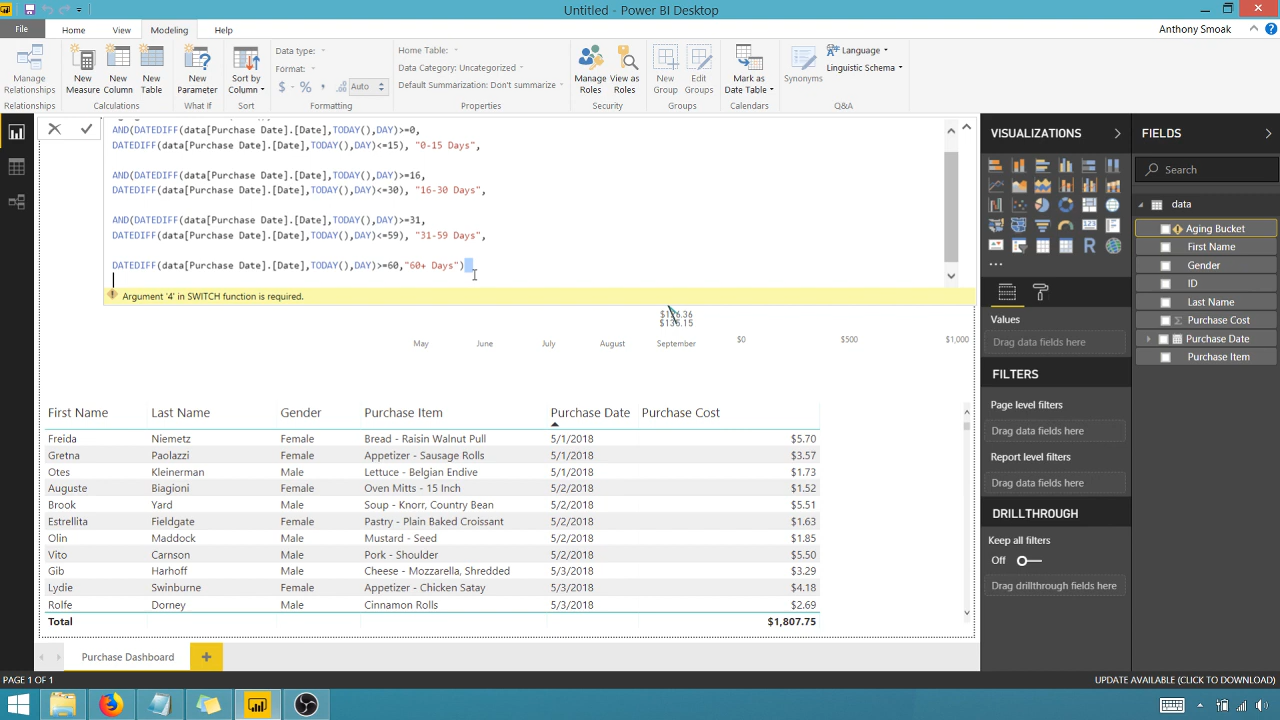 Untitled - Power BI Desktop
File
Home
View
Modeling
Help
Anthony Smoak
Manage Relationships
Relationships
New Measure
New Column
New Table
Calculations
New Parameter
What If
Sort by Column
Sort
Data type:
Format:
$ % , Auto
Formatting
Home Table:
Data Category: Uncategorized
Default Summarization: Don't summarize
Properties
Manage Roles
View as Roles
Security
New Group
Edit Groups
Groups
Mark as Date Table
Calendars
Synonyms
Language
Linguistic Schema
Q&A
AND(DATEDIFF(data[Purchase Date].[Date],TODAY(),DAY)>=0,
DATEDIFF(data[Purchase Date].[Date],TODAY(),DAY)<=15), "0-15 Days",
AND(DATEDIFF(data[Purchase Date].[Date],TODAY(),DAY)>=16,
DATEDIFF(data[Purchase Date].[Date],TODAY(),DAY)<=30), "16-30 Days",
AND(DATEDIFF(data[Purchase Date].[Date],TODAY(),DAY)>=31,
DATEDIFF(data[Purchase Date].[Date],TODAY(),DAY)<=59), "31-59 Days",
DATEDIFF(data[Purchase Date].[Date],TODAY(),DAY)>=60,"60+ Days")
Argument '4' in SWITCH function is required.
May June July August September
$0 $500 $1,000
First Name Last Name Gender Purchase Item Purchase Date Purchase Cost
Freida Niemetz Female Bread - Raisin Walnut Pull 5/1/2018 $5.70
Gretna Paolazzi Female Appetizer - Sausage Rolls 5/1/2018 $3.57
Otes Kleinerman Male Lettuce - Belgian Endive 5/1/2018 $1.73
Auguste Biagioni Female Oven Mitts - 15 Inch 5/2/2018 $1.52
Brook Yard Male Soup - Knorr, Country Bean 5/2/2018 $5.51
Estrellita Fieldgate Female Pastry - Plain Baked Croissant 5/2/2018 $1.63
Olin Maddock Male Mustard - Seed 5/2/2018 $1.85
Vito Carnson Male Pork - Shoulder 5/2/2018 $5.50
Gib Harhoff Male Cheese - Mozzarella, Shredded 5/3/2018 $3.29
Lydie Swinburne Female Appetizer - Chicken Satay 5/3/2018 $4.18
Rolfe Dorney Male Cinnamon Rolls 5/3/2018 $2.69
Total $1,807.75
Purchase Dashboard
PAGE 1 OF 1
UPDATE AVAILABLE (CLICK TO DOWNLOAD)
VISUALIZATIONS
R
Values
Drag data fields here
FILTERS
Page level filters
Drag data fields here
Report level filters
Drag data fields here
DRILLTHROUGH
Keep all filters
Off
Drag drillthrough fields here
FIELDS
Search
data
Aging Bucket
First Name
Gender
ID
Last Name
Purchase Cost
Purchase Date
Purchase Item